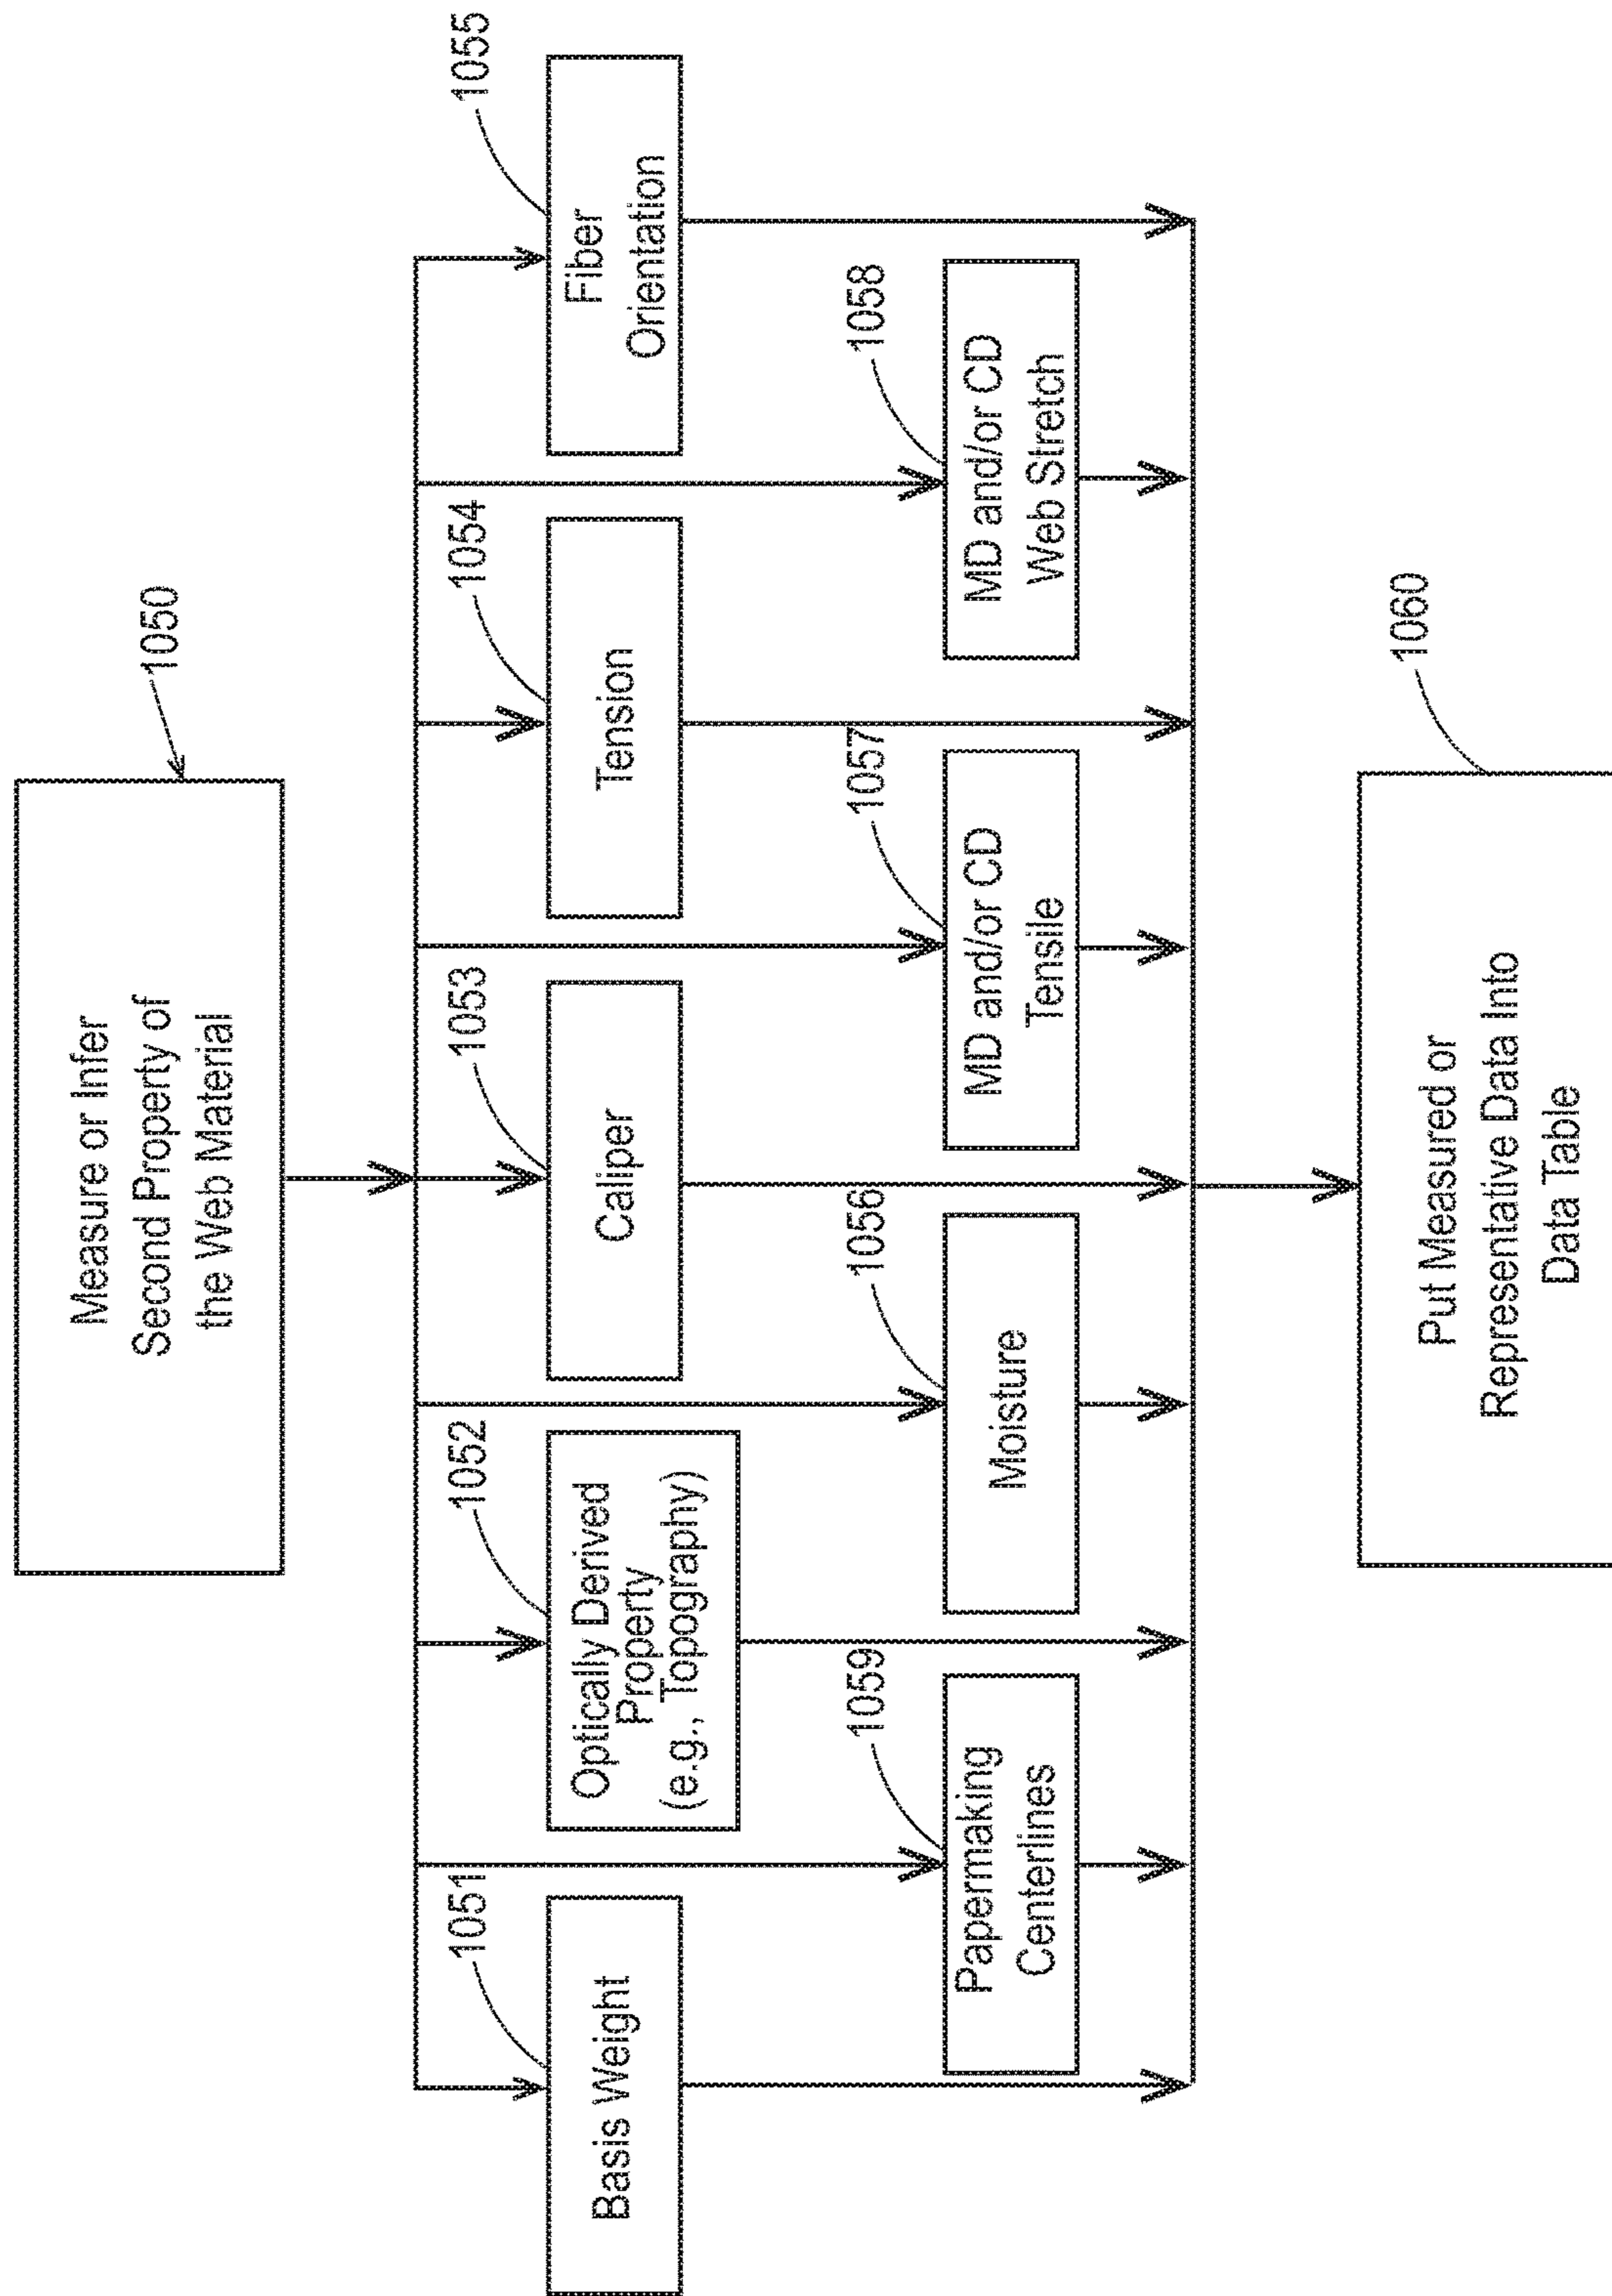 1050
Measure or Infer
Second Property of
the Web Material
1051
1052
1053
1054
1055
Basis Weight
Optically Derived
Property
(e.g., Topography)
Caliper
Tension
Fiber
Orientation
1059
1056
1057
1058
Papermaking
Centerlines
Moisture
MD and/or CD
Tensile
MD and/or CD
Web Stretch
1060
Put Measured or
Representative Data Into
Data Table